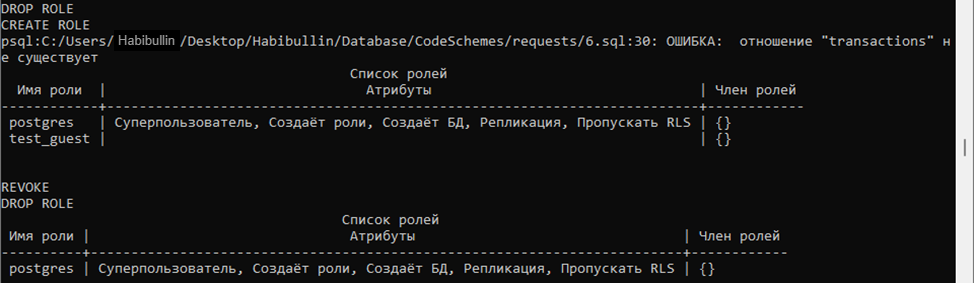 DROP ROLE
CREATE ROLE
psql:C:/Users/ Habibullin /Desktop/Habibullin/Database/CodeSchemes/requests/6.sql:30: ОШИБКА:  отношение "transactions" н
е существует
                                           Список ролей
  Имя роли  |                                Атрибуты                                 | Член ролей
------------+-------------------------------------------------------------------------+------------
 postgres   | Суперпользователь, Создаёт роли, Создаёт БД, Репликация, Пропускать RLS | {}
 test_guest |                                                                         | {}
REVOKE
DROP ROLE
                                          Список ролей
 Имя роли |                                Атрибуты                                 | Член ролей
----------+-------------------------------------------------------------------------+------------
 postgres | Суперпользователь, Создаёт роли, Создаёт БД, Репликация, Пропускать RLS | {}